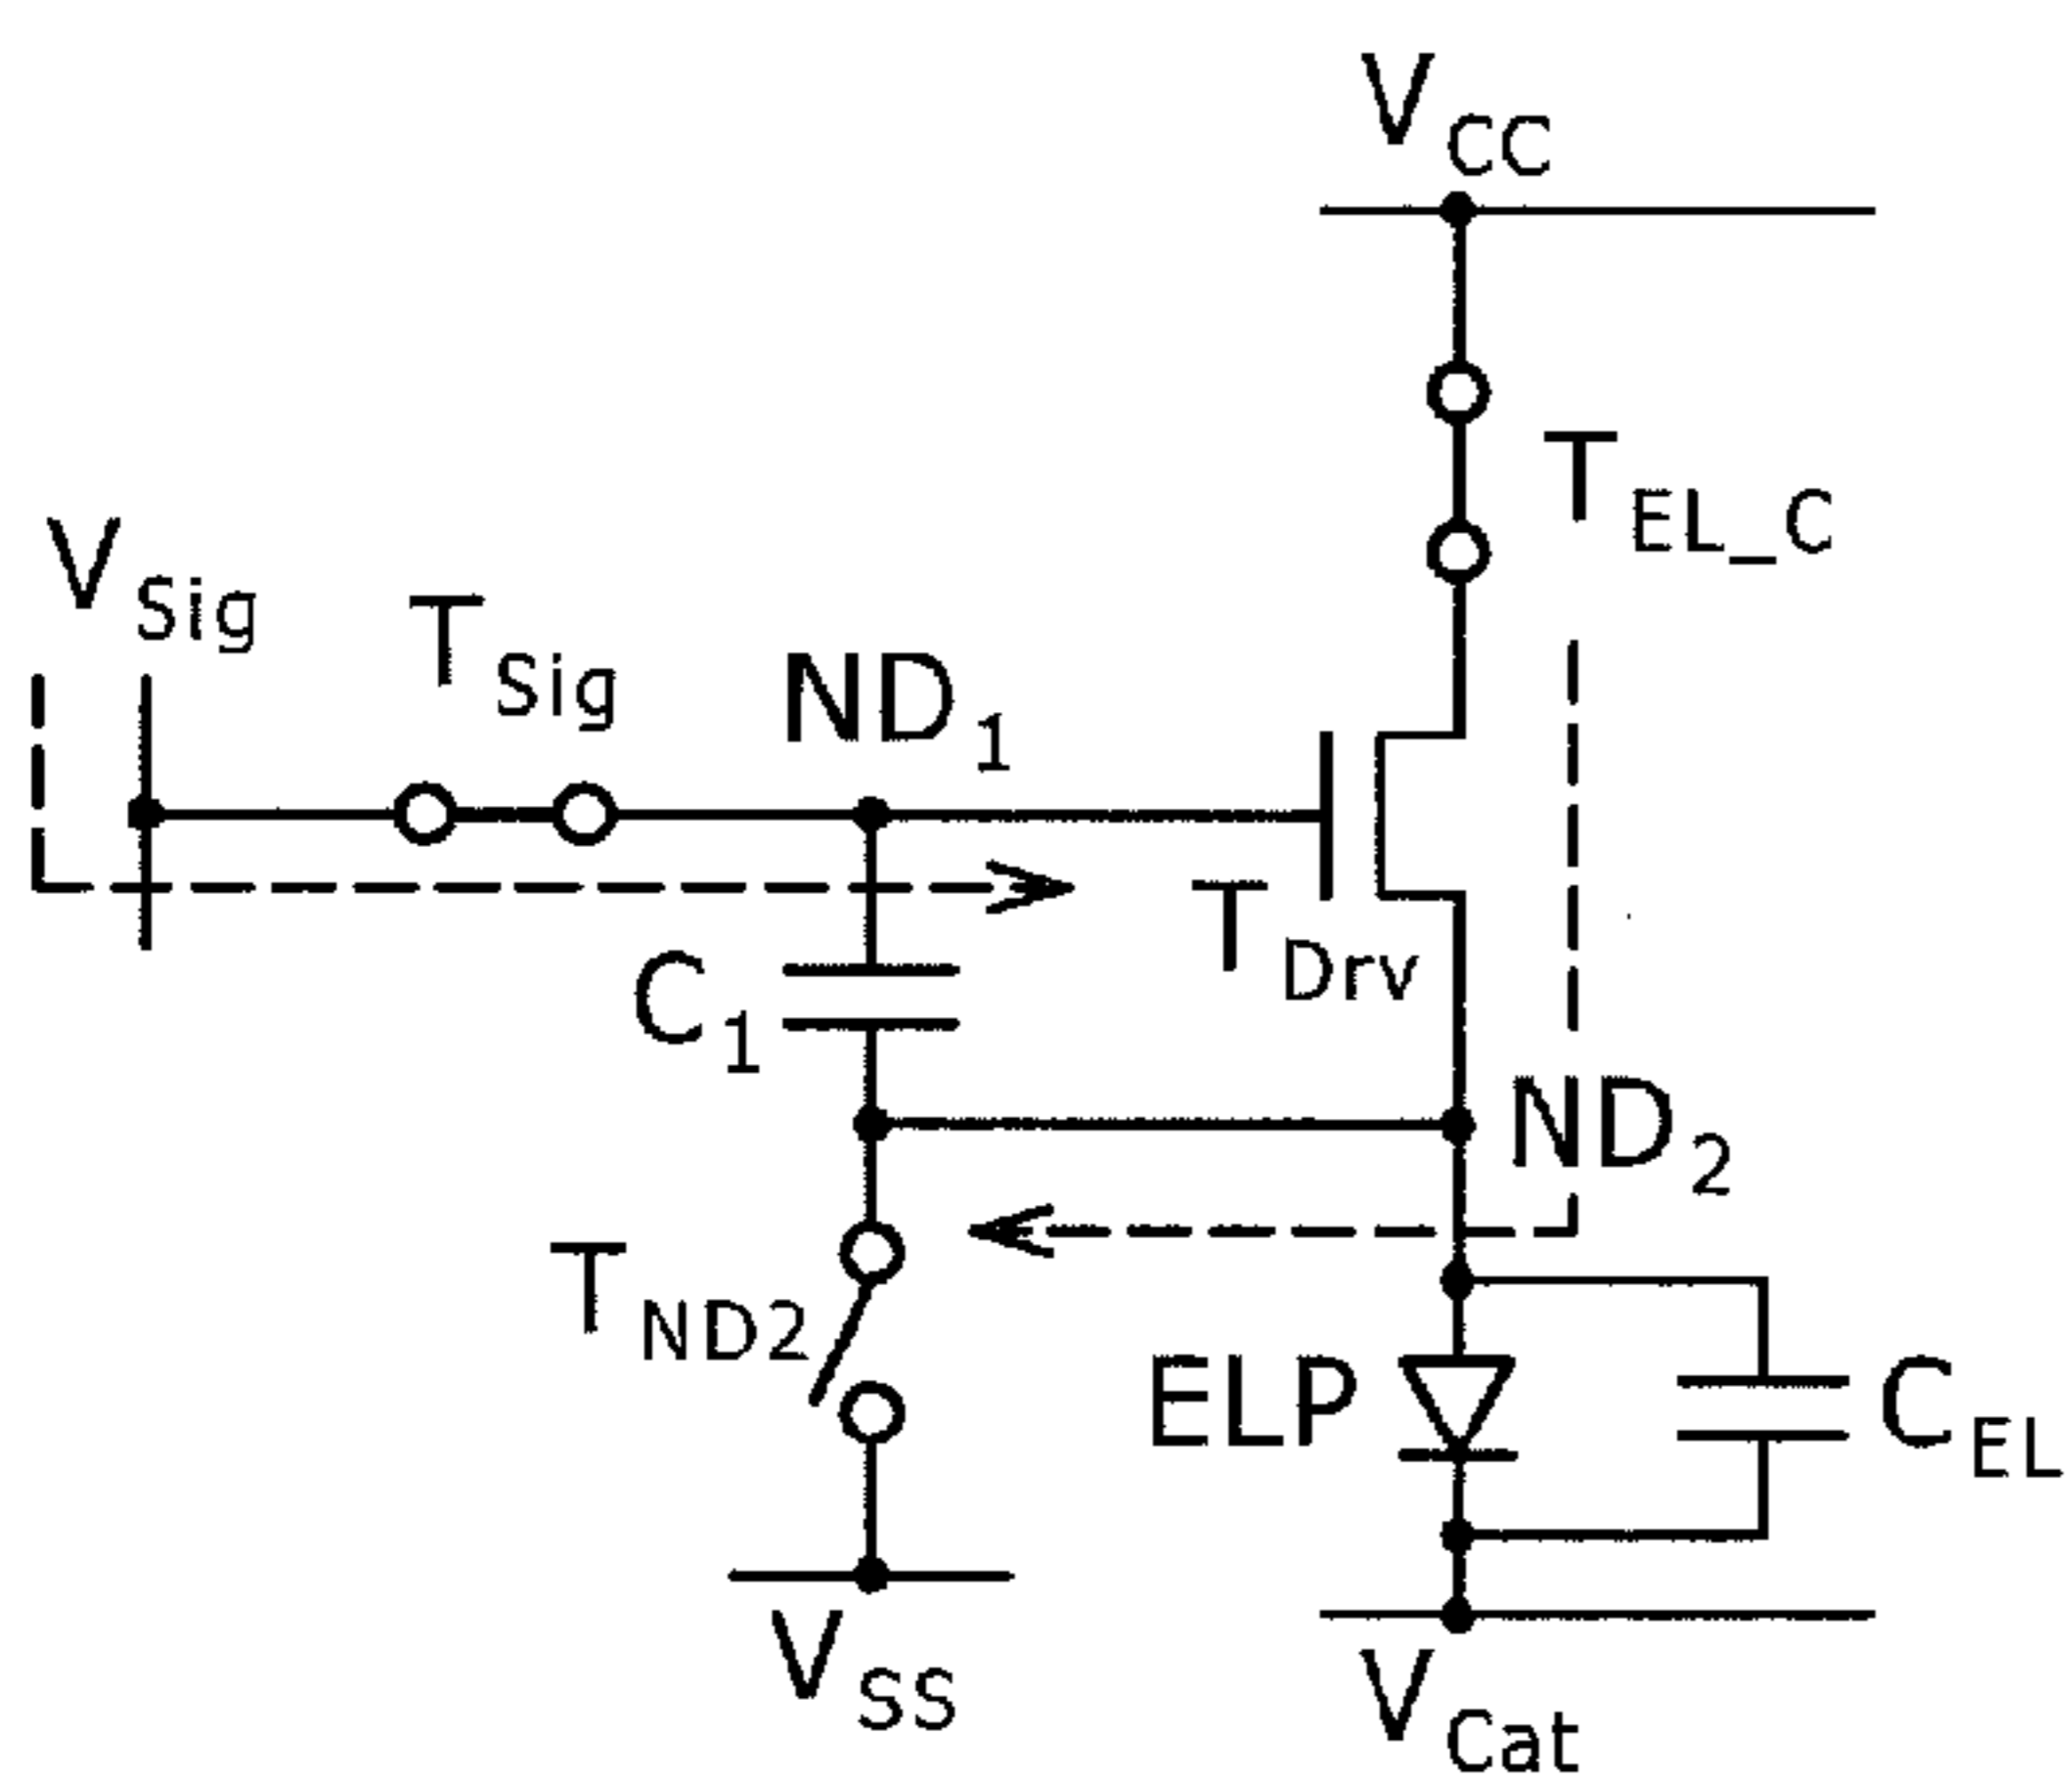 V_CC
T_EL_C
V_Sig
T_Sig
ND_1
T_Drv
C_1
ND_2
T_ND2
ELP
C_EL
V_SS
V_Cat